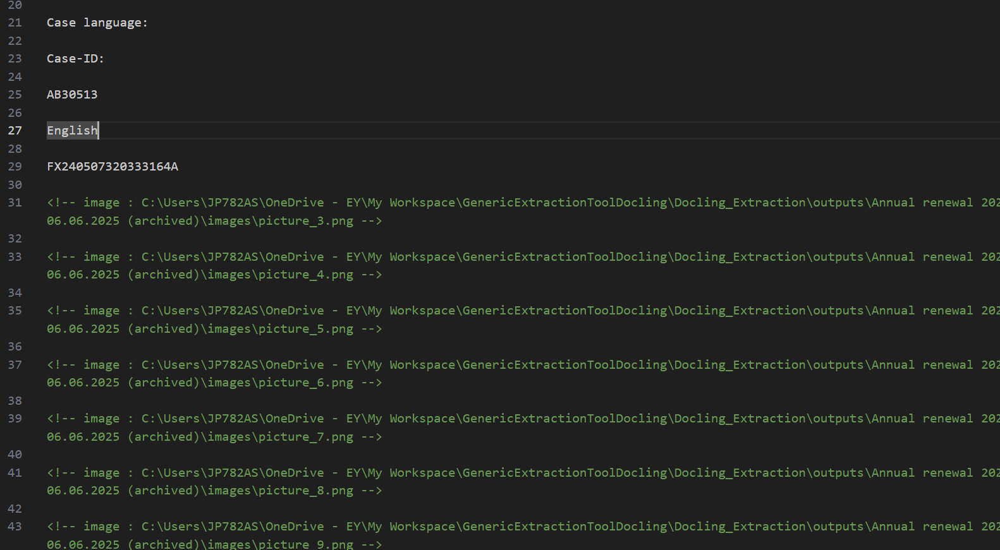 20
21 Case language:
22
23 Case-ID:
24
25 AB30513
26
27 English
28
29 FX240507320333164A
30
31 <!-- image : C:\Users\JP782AS\OneDrive - EY\My Workspace\GenericExtractionToolDocling\Docling_Extraction\outputs\Annual renewal 202
06.06.2025 (archived)\images\picture_3.png -->
32
33 <!-- image : C:\Users\JP782AS\OneDrive - EY\My Workspace\GenericExtractionToolDocling\Docling_Extraction\outputs\Annual renewal 202
06.06.2025 (archived)\images\picture_4.png -->
34
35 <!-- image : C:\Users\JP782AS\OneDrive - EY\My Workspace\GenericExtractionToolDocling\Docling_Extraction\outputs\Annual renewal 202
06.06.2025 (archived)\images\picture_5.png -->
36
37 <!-- image : C:\Users\JP782AS\OneDrive - EY\My Workspace\GenericExtractionToolDocling\Docling_Extraction\outputs\Annual renewal 202
06.06.2025 (archived)\images\picture_6.png -->
38
39 <!-- image : C:\Users\JP782AS\OneDrive - EY\My Workspace\GenericExtractionToolDocling\Docling_Extraction\outputs\Annual renewal 202
06.06.2025 (archived)\images\picture_7.png -->
40
41 <!-- image : C:\Users\JP782AS\OneDrive - EY\My Workspace\GenericExtractionToolDocling\Docling_Extraction\outputs\Annual renewal 202
06.06.2025 (archived)\images\picture_8.png -->
42
43 <!-- image : C:\Users\JP782AS\OneDrive - EY\My Workspace\GenericExtractionToolDocling\Docling_Extraction\outputs\Annual renewal 202
06.06.2025 (archived)\images\picture_9.png -->